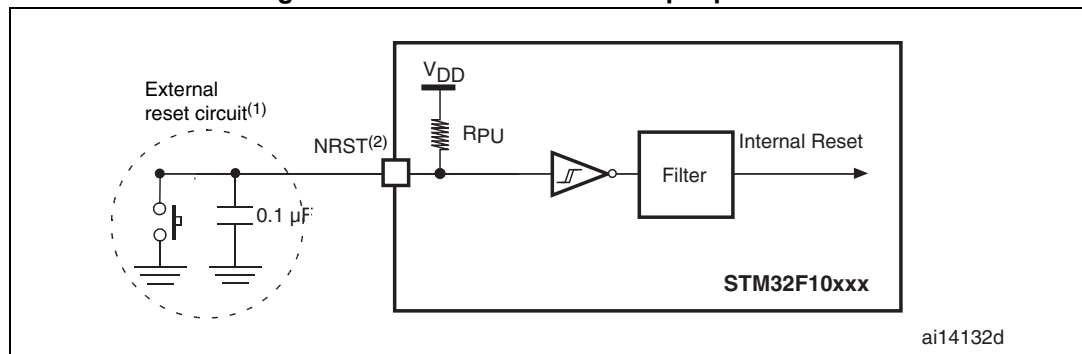 External
reset circuit(1)
VDD
RPU
NRST(2)
Internal Reset
Filter
0.1 µF
STM32F10xxx
ai14132d